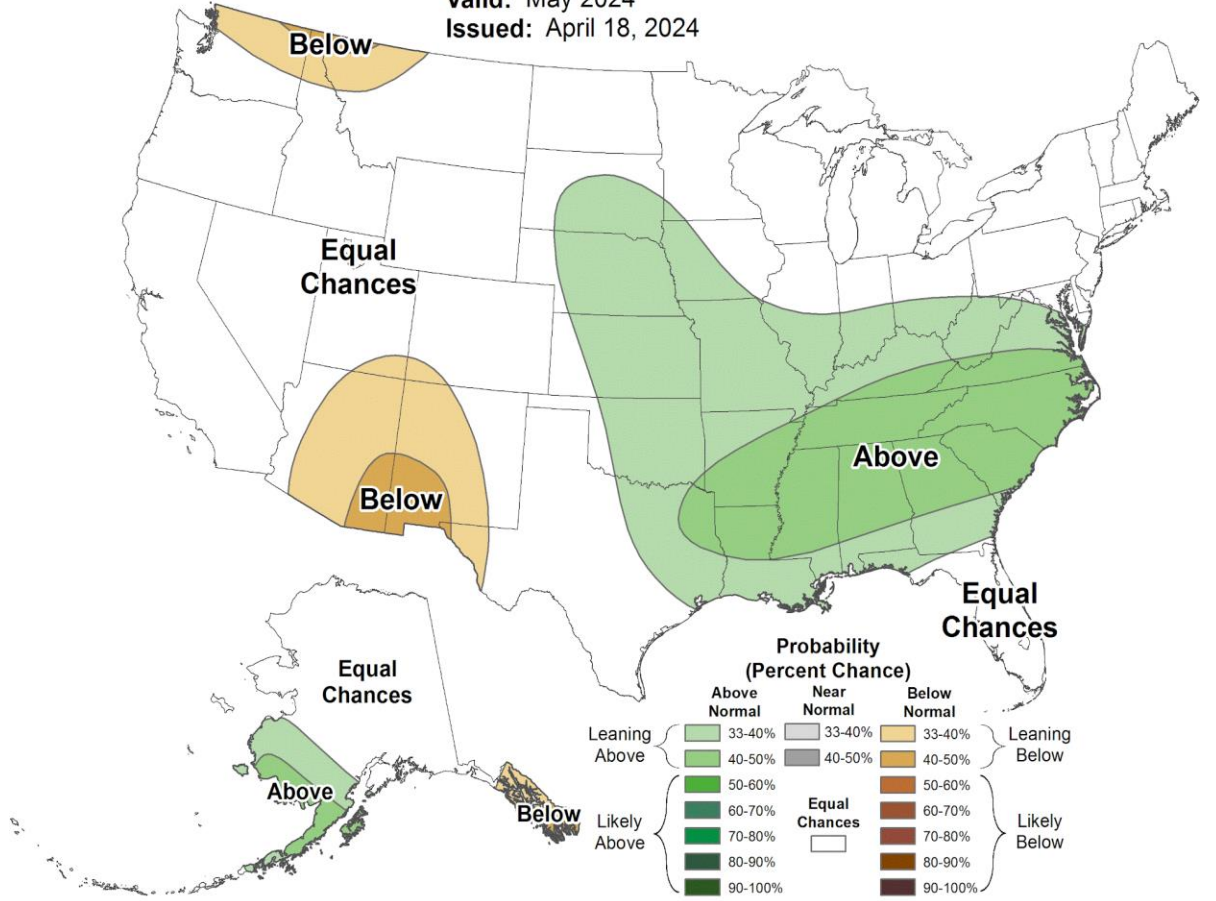 Valid: May 2024
Issued: April 18, 2024
Below
Equal
Chances
Below
Above
Equal
Chances
Equal
Chances
Above
Below
Probability
(Percent Chance)
Above
Normal
Near
Normal
Below
Normal
Leaning
Above
33-40%
33-40%
33-40%
Leaning
Below
40-50%
40-50%
40-50%
50-60%
50-60%
60-70%
60-70%
Likely
Above
Equal
Chances
Likely
Below
70-80%
70-80%
80-90%
80-90%
90-100%
90-100%